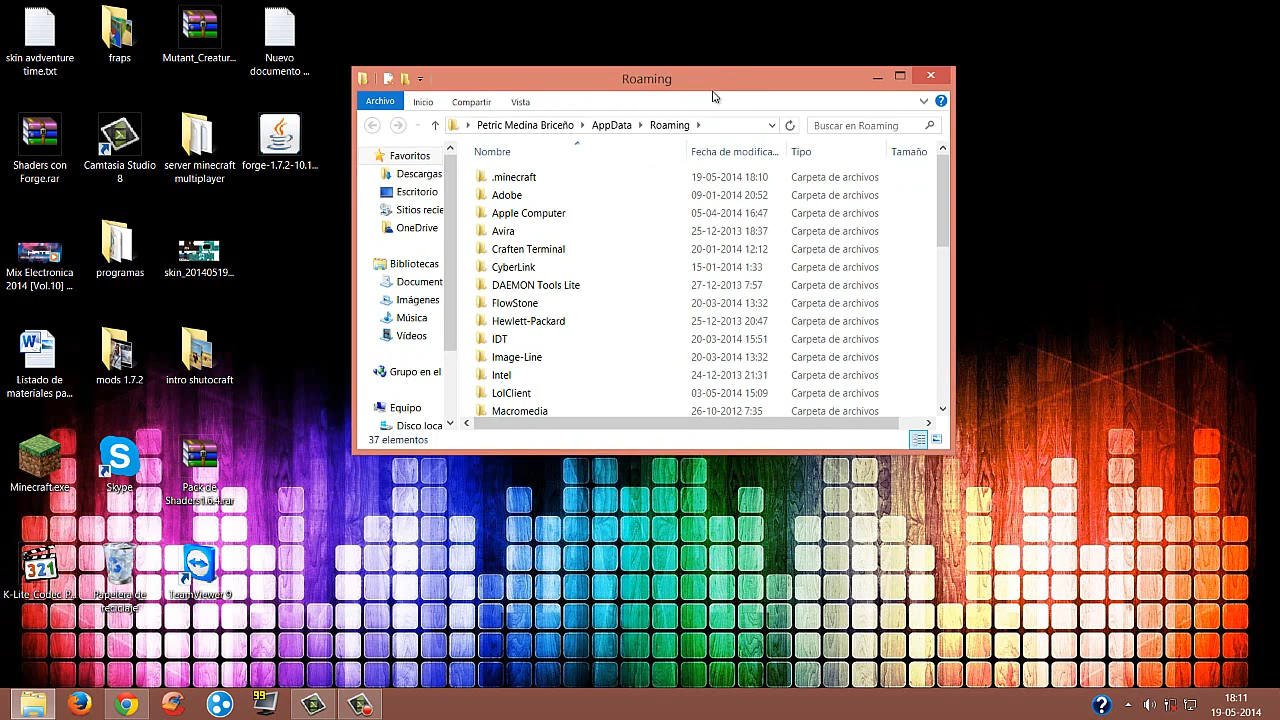 skin avdventure
time.txt
fraps
Mutant_Creatur...
Nuevo
documento ...
Shaders con
Forge.rar
Camtasia Studio
8
server minecraft
multiplayer
forge-1.7.2-10.1...
Mix Electronica
2014 [Vol.10] ...
programas
skin_20140519...
Listado de
materiales pa...
mods 1.7.2
intro shutocraft
Minecraft.exe
Skype
Pack de
Shaders1.6.4.rar
K-Lite_Codec_P...
Papelera de
reciclaje
TeamViewer 9
Roaming
Archivo
Inicio
Compartir
Vista
Petric Medina Briceño
AppData
Roaming
Buscar en Roaming
Favoritos
Descargas
Escritorio
Sitios recie
OneDrive
Bibliotecas
Document
Imágenes
Música
Vídeos
Grupo en el
Equipo
Disco loca
Nombre Fecha de modifica... Tipo Tamaño
.minecraft 19-05-2014 18:10 Carpeta de archivos
Adobe 09-01-2014 20:52 Carpeta de archivos
Apple Computer 05-04-2014 16:47 Carpeta de archivos
Avira 25-12-2013 18:37 Carpeta de archivos
Craften Terminal 20-01-2014 20:12 Carpeta de archivos
CyberLink 15-01-2014 1:33 Carpeta de archivos
DAEMON Tools Lite 27-12-2013 7:57 Carpeta de archivos
FlowStone 20-03-2014 13:32 Carpeta de archivos
Hewlett-Packard 25-12-2013 20:47 Carpeta de archivos
IDT 20-03-2014 15:51 Carpeta de archivos
Image-Line 20-03-2014 13:32 Carpeta de archivos
Intel 24-12-2013 21:31 Carpeta de archivos
LolClient 03-05-2014 15:09 Carpeta de archivos
Macromedia 26-10-2012 7:35 Carpeta de archivos
37 elementos
321
99
18:11
19-05-2014